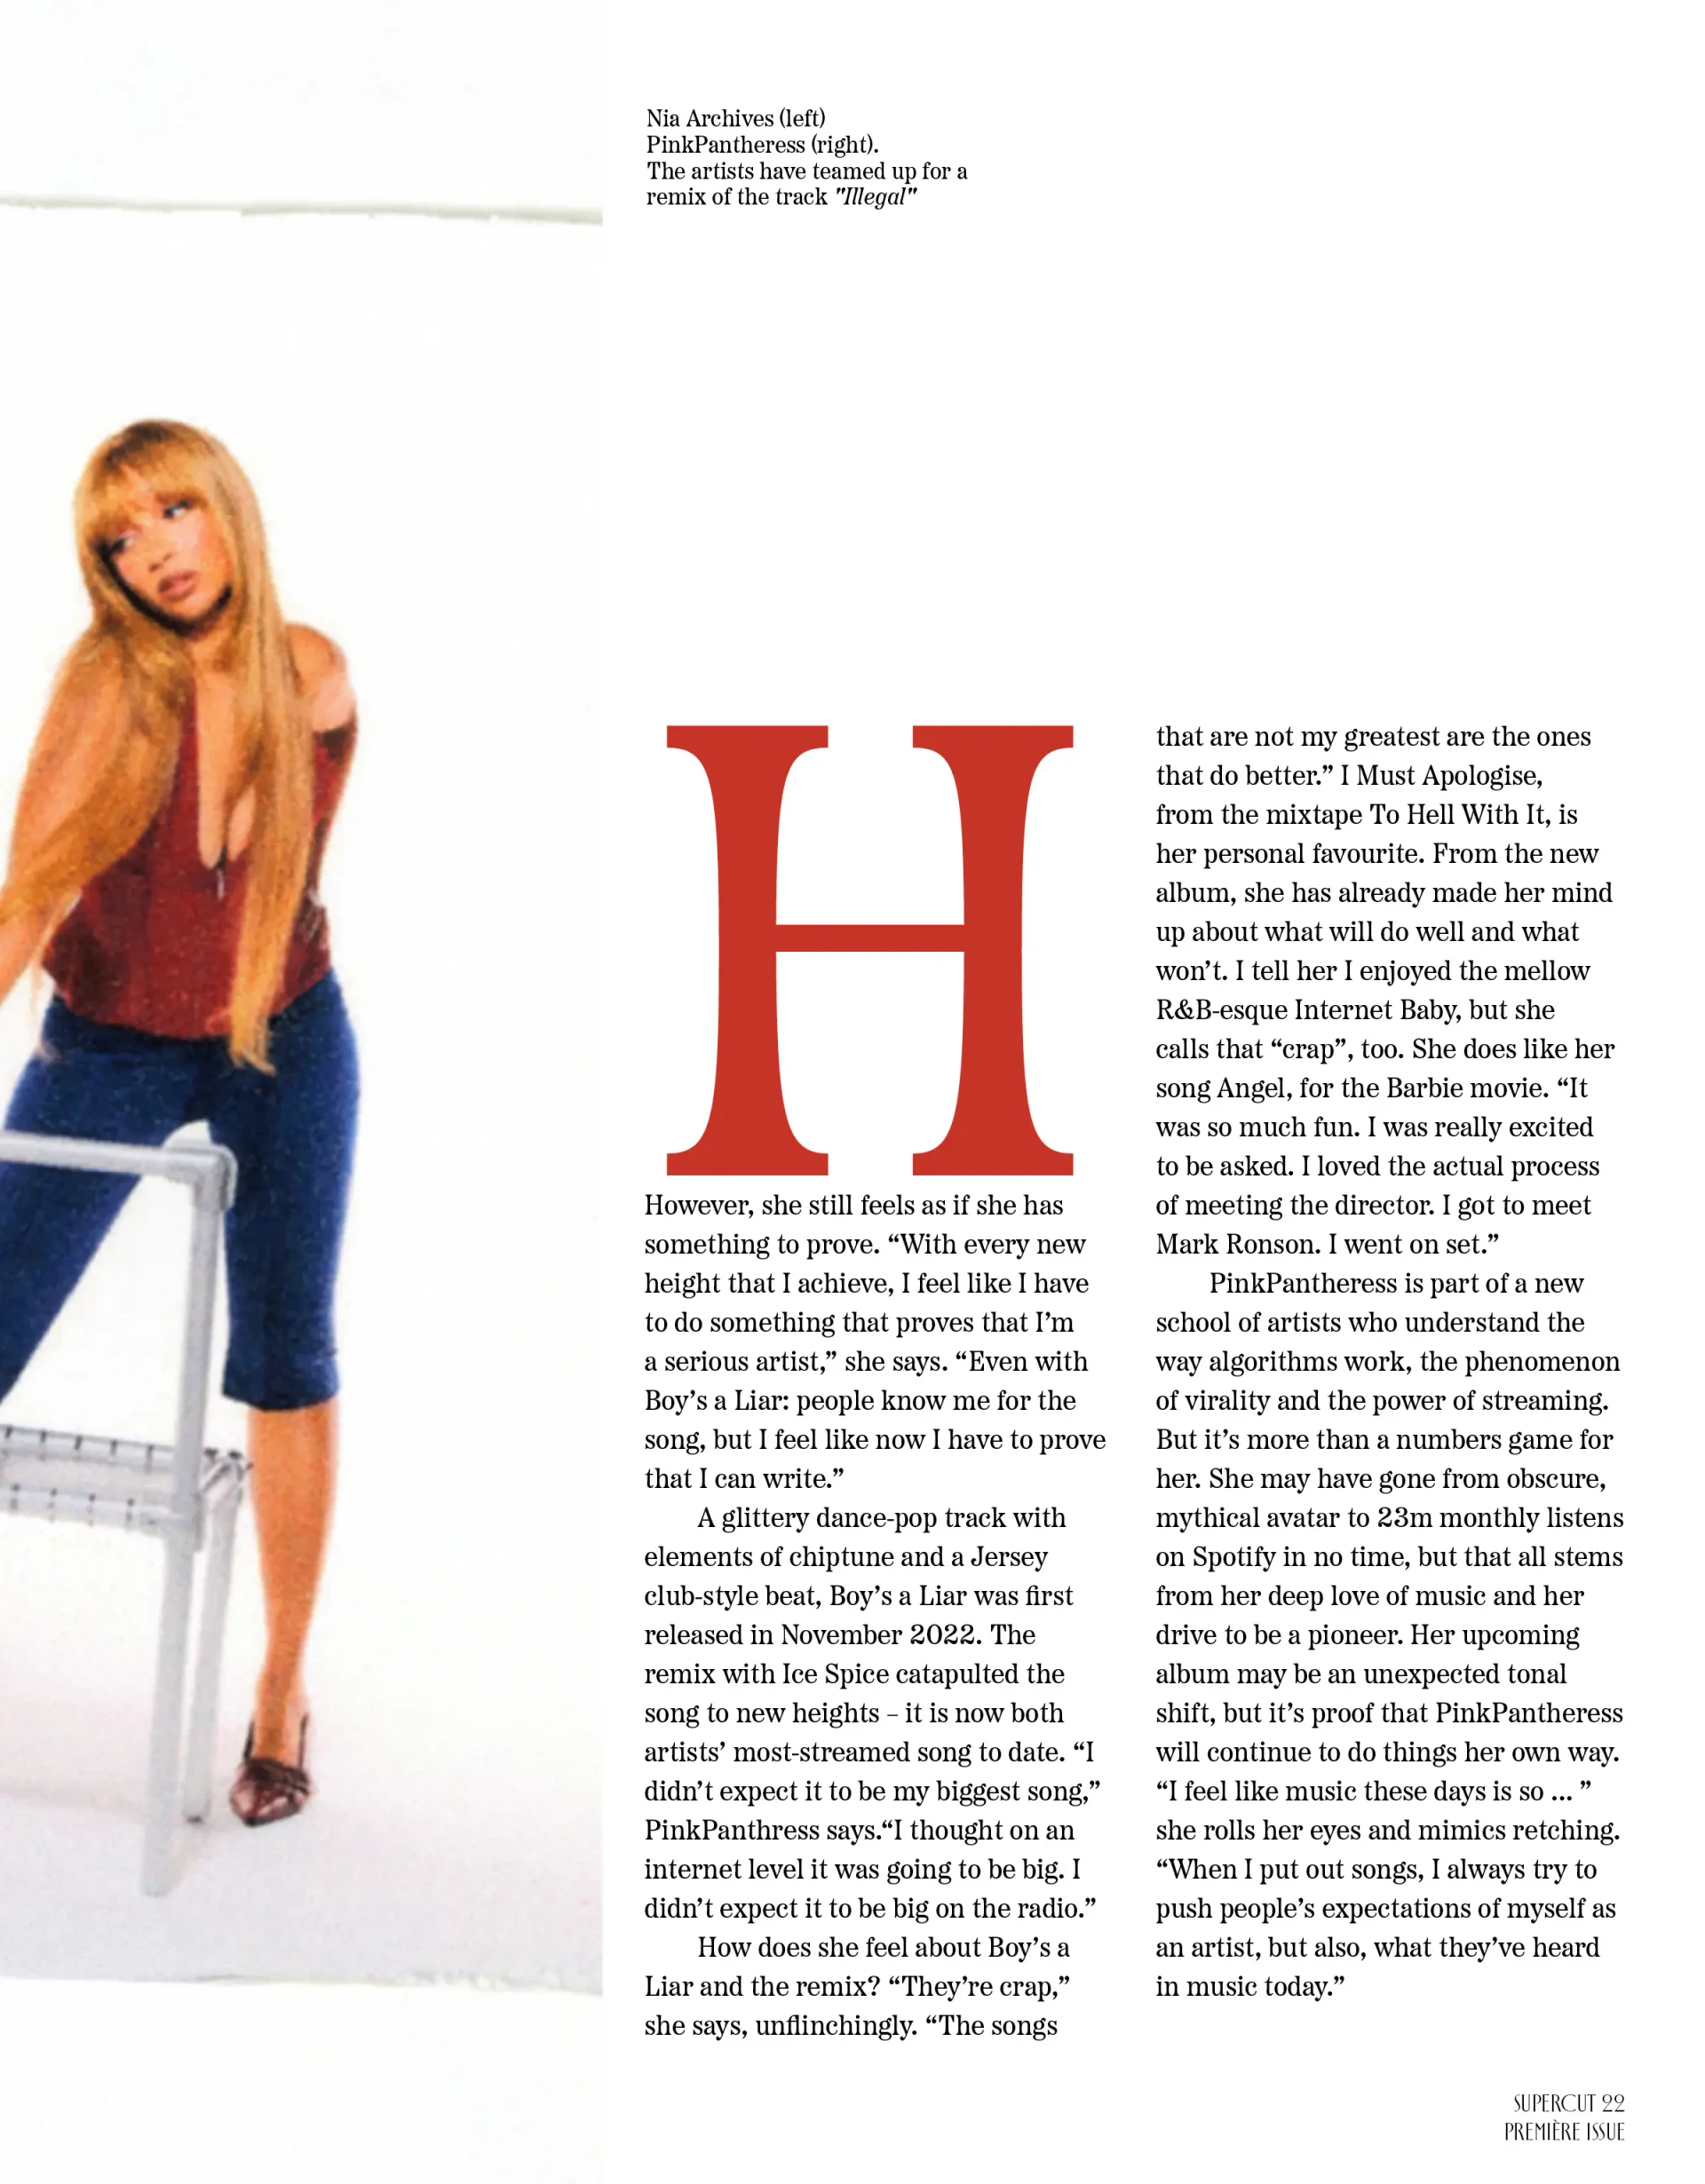 Nia Archives (left)
PinkPantheress (right).
The artists have teamed up for a
remix of the track "Illegal"
H
However, she still feels as if she has
something to prove. “With every new
height that I achieve, I feel like I have
to do something that proves that I’m
a serious artist,” she says. “Even with
Boy’s a Liar: people know me for the
song, but I feel like now I have to prove
that I can write.”
A glittery dance-pop track with
elements of chiptune and a Jersey
club-style beat, Boy’s a Liar was first
released in November 2022. The
remix with Ice Spice catapulted the
song to new heights – it is now both
artists’ most-streamed song to date. “I
didn’t expect it to be my biggest song,”
PinkPanthress says.“I thought on an
internet level it was going to be big. I
didn’t expect it to be big on the radio.”
How does she feel about Boy’s a
Liar and the remix? “They’re crap,”
she says, unflinchingly. “The songs
that are not my greatest are the ones
that do better.” I Must Apologise,
from the mixtape To Hell With It, is
her personal favourite. From the new
album, she has already made her mind
up about what will do well and what
won’t. I tell her I enjoyed the mellow
R&B-esque Internet Baby, but she
calls that “crap”, too. She does like her
song Angel, for the Barbie movie. “It
was so much fun. I was really excited
to be asked. I loved the actual process
of meeting the director. I got to meet
Mark Ronson. I went on set.”
PinkPantheress is part of a new
school of artists who understand the
way algorithms work, the phenomenon
of virality and the power of streaming.
But it’s more than a numbers game for
her. She may have gone from obscure,
mythical avatar to 23m monthly listens
on Spotify in no time, but that all stems
from her deep love of music and her
drive to be a pioneer. Her upcoming
album may be an unexpected tonal
shift, but it’s proof that PinkPantheress
will continue to do things her own way.
“I feel like music these days is so ... ”
she rolls her eyes and mimics retching.
“When I put out songs, I always try to
push people’s expectations of myself as
an artist, but also, what they’ve heard
in music today.”
SUPERCUT 22
PREMIÈRE ISSUE